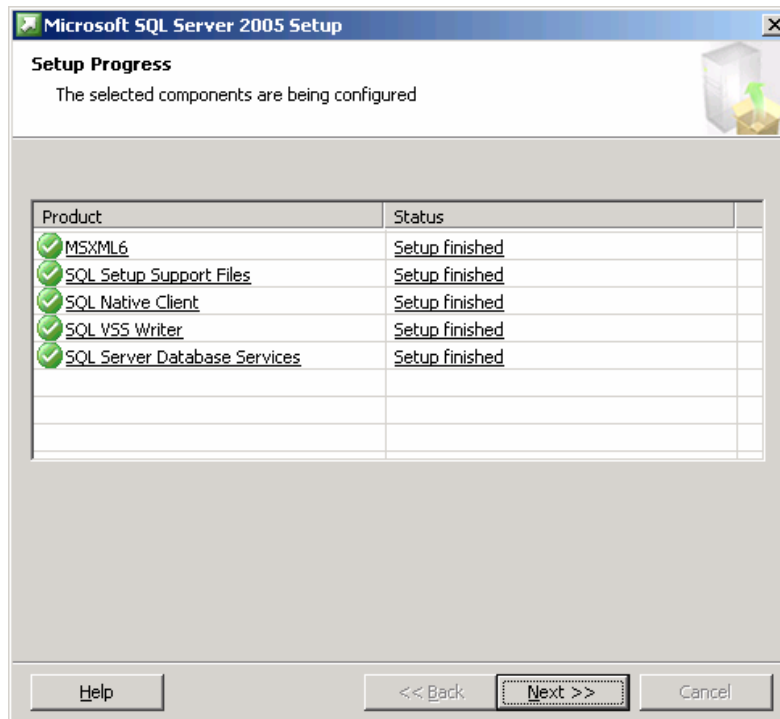 Microsoft SQL Server 2005 Setup
Setup Progress
The selected components are being configured
Product Status
MSXML6 Setup finished
SQL Setup Support Files Setup finished
SQL Native Client Setup finished
SQL VSS Writer Setup finished
SQL Server Database Services Setup finished
Help << Back Next >> Cancel